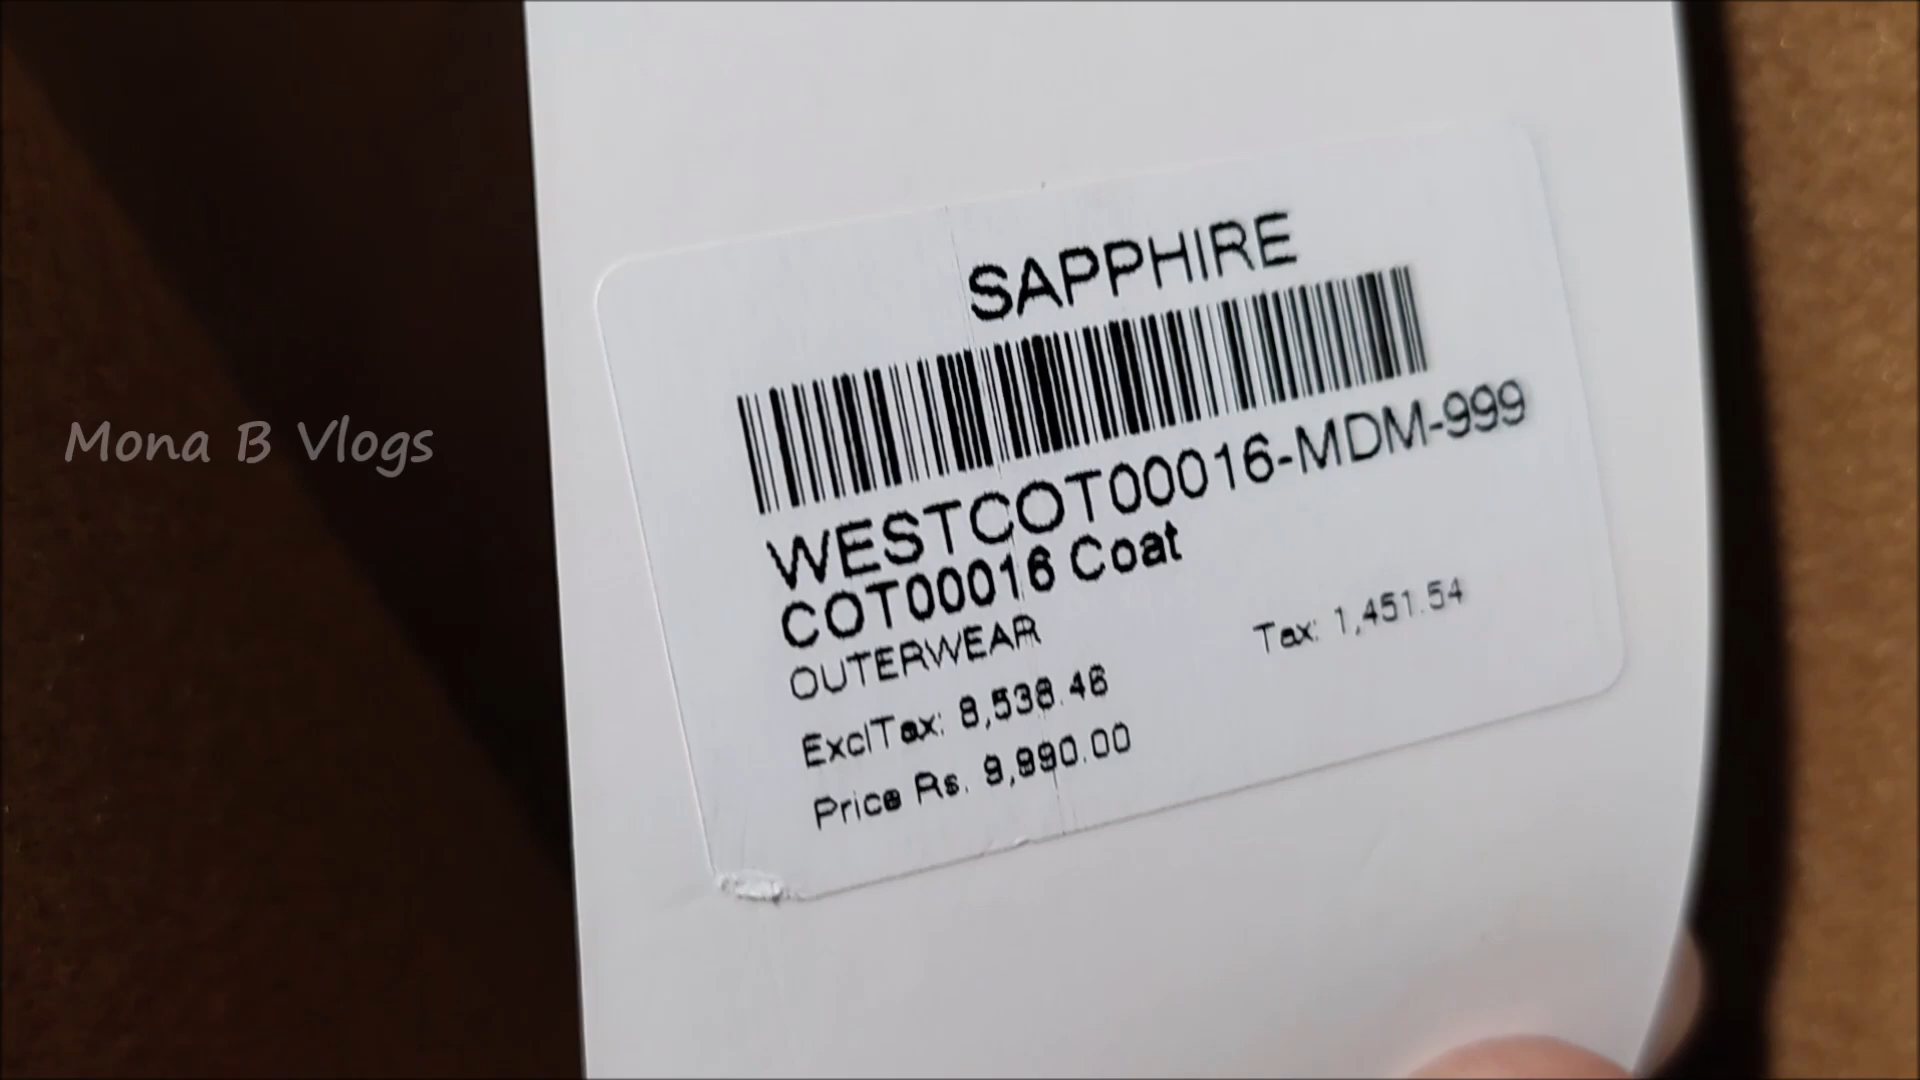 Mona B Vlogs
SAPPHIRE
WESTCOT00016-MDM-999
COT00016 Coat
OUTERWEAR
ExclTax: 8,538.46 Tax: 1,451.54
Price Rs. 9,990.00